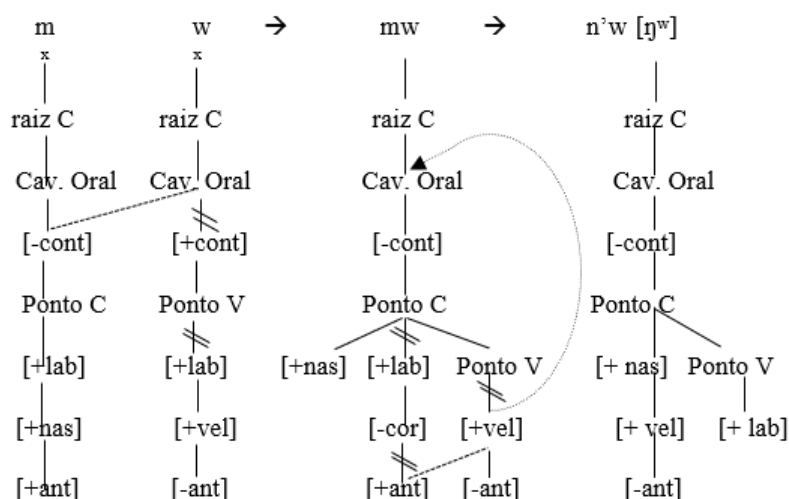 m w → mw → n’w [ŋʷ]
x x
raiz C raiz C raiz C raiz C
Cav. Oral Cav. Oral Cav. Oral Cav. Oral
[-cont] [+cont] [-cont] [-cont]
Ponto C Ponto V Ponto C Ponto C
[+lab] [+lab] [+nas] [+lab] Ponto V [+ nas] Ponto V
[+nas] [+vel] [-cor] [+vel] [+ vel] [+ lab]
[+ant] [-ant] [+ant] [-ant] [-ant]